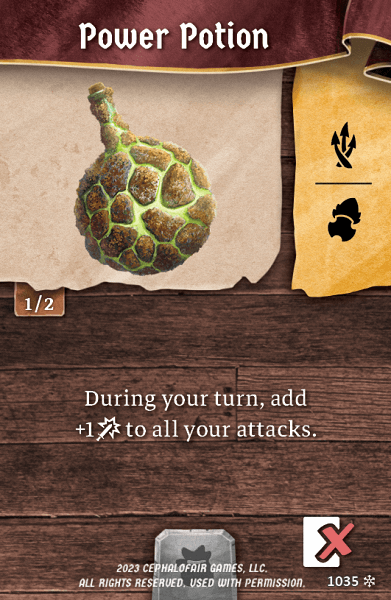 Power Potion
1/2
During your turn, add
+1 to all your attacks.
2023 CEPHALOFAIR GAMES, LLC.
ALL RIGHTS RESERVED. USED WITH PERMISSION.
1035